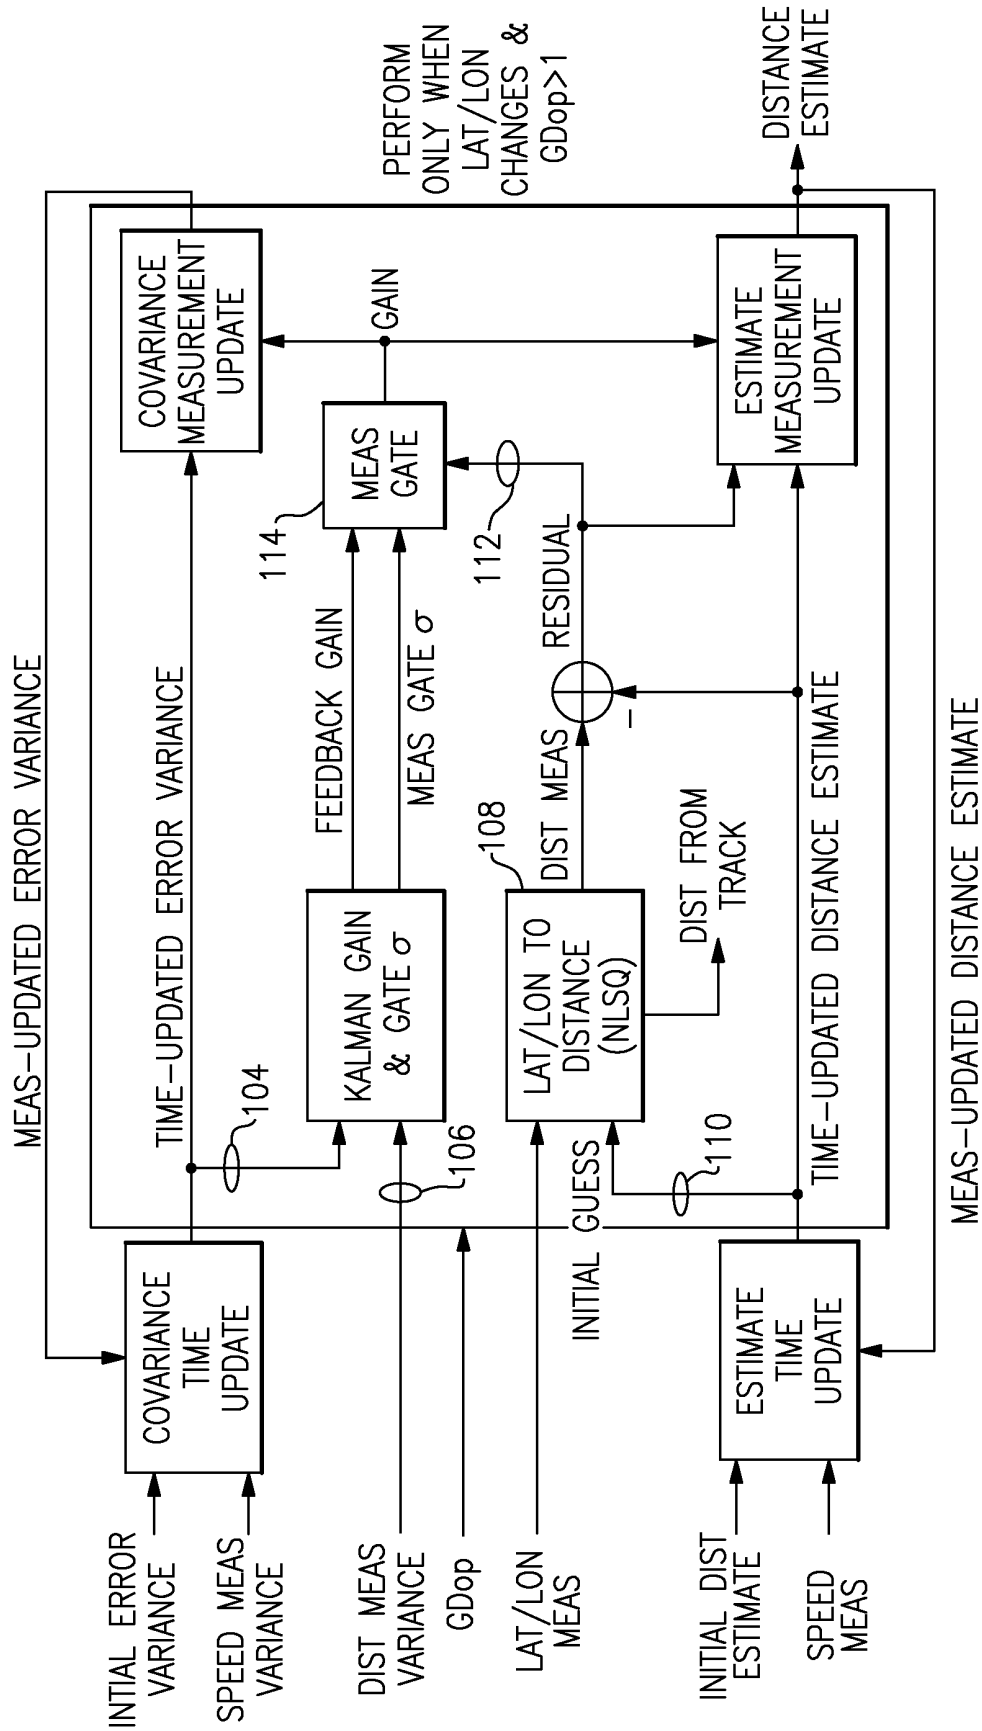 MEAS-UPDATED ERROR VARIANCE
TIME-UPDATED ERROR VARIANCE
INTIAL ERROR
VARIANCE
SPEED MEAS
VARIANCE
COVARIANCE
TIME
UPDATE
104
COVARIANCE
MEASUREMENT
UPDATE
PERFORM
ONLY WHEN
LAT/LON
CHANGES &
GDop>1
DIST MEAS
VARIANCE
106
KALMAN GAIN
& GATE σ
FEEDBACK GAIN
MEAS GATE σ
114
MEAS
GATE
GAIN
GDop
LAT/LON
MEAS
INITIAL GUESS
108
LAT/LON TO
DISTANCE
(NLSQ)
DIST MEAS
RESIDUAL
112
–
DIST FROM
TRACK
110
INITIAL DIST
ESTIMATE
SPEED
MEAS
ESTIMATE
TIME
UPDATE
TIME-UPDATED DISTANCE ESTIMATE
ESTIMATE
MEASUREMENT
UPDATE
DISTANCE
ESTIMATE
MEAS-UPDATED DISTANCE ESTIMATE